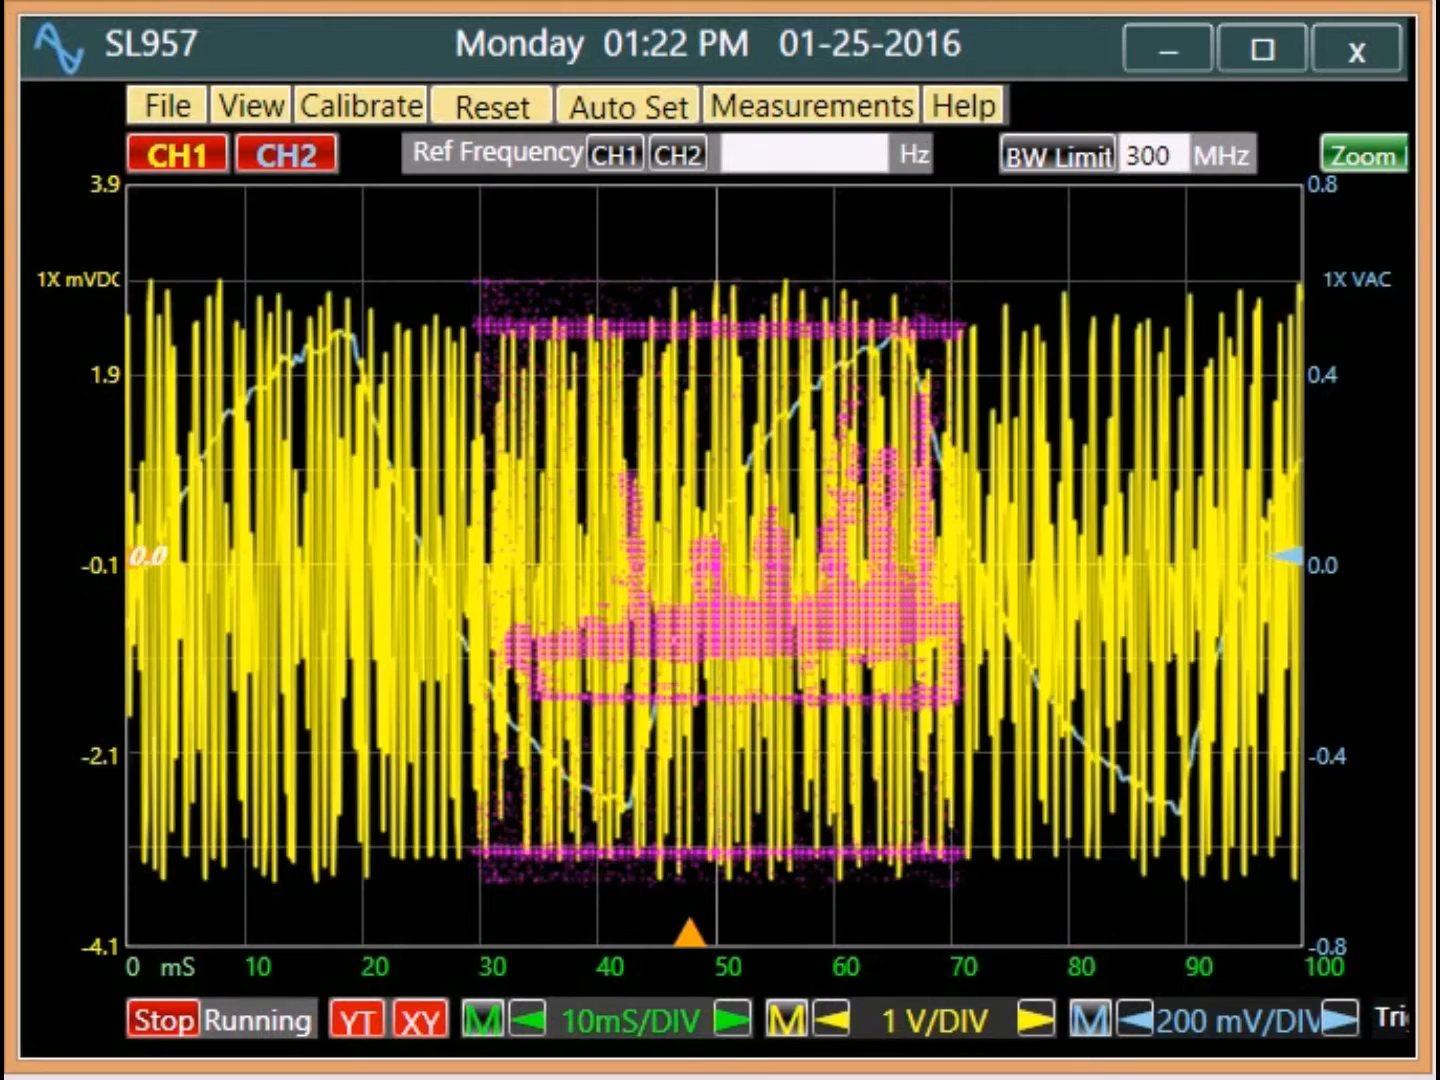 SL957 Monday 01:22 PM 01-25-2016 X
File View Calibrate Reset Auto Set Measurements Help
CH1 CH2 Ref Frequency CH1 CH2 Hz BW Limit 300 MHz Zoom
3.9 0.8
1X mVDC 1X VAC
1.9 0.4
0.0
-0.1 0.0
-2.1 -0.4
-4.1 -0.8
0 mS 10 20 30 40 50 60 70 80 90 100
Stop Running YT XY M 10mS/DIV M 1 V/DIV M 200 mV/DIV Tri